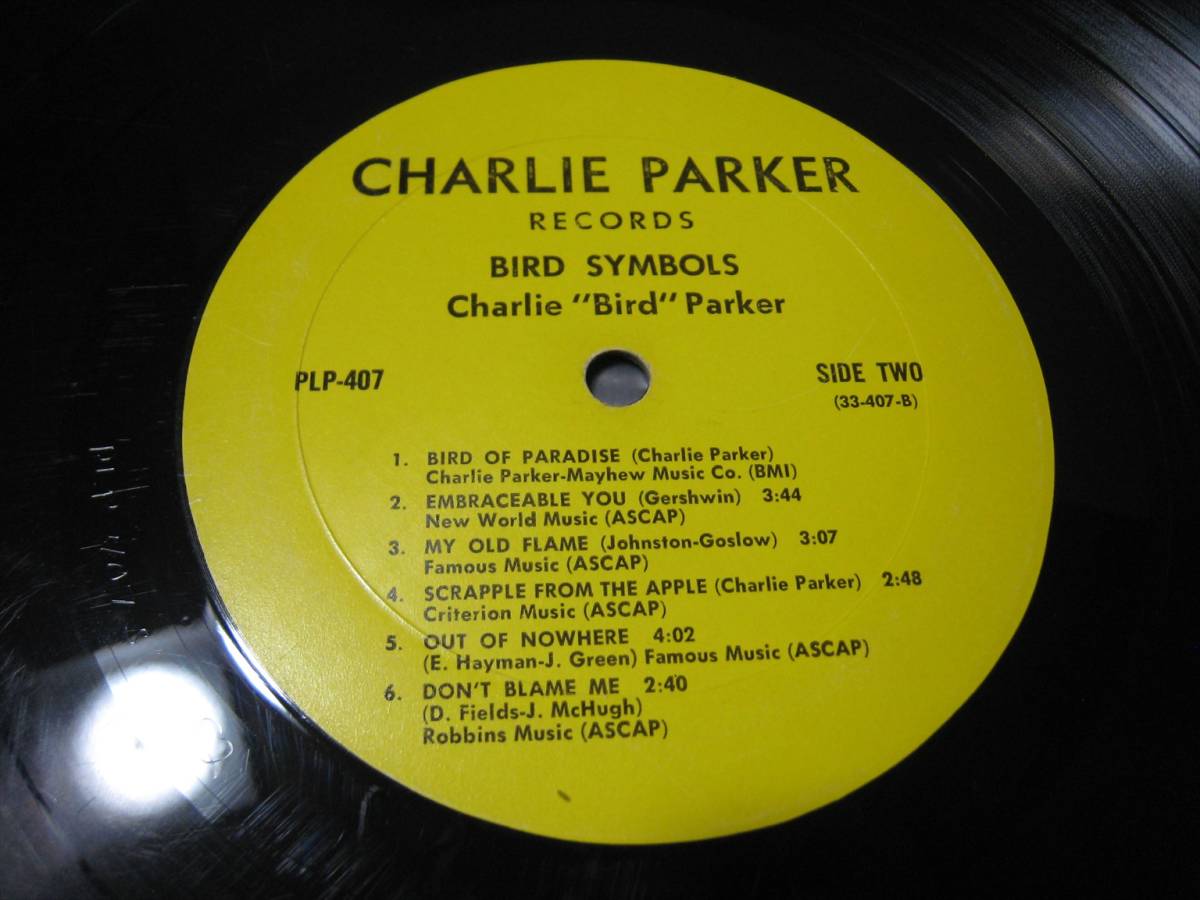 CHARLIE PARKER
RECORDS
BIRD SYMBOLS
Charlie "Bird" Parker
PLP-407
SIDE TWO
(33-407-B)
1. BIRD OF PARADISE (Charlie Parker)
Charlie Parker-Mayhew Music Co. (BMI)
2. EMBRACEABLE YOU (Gershwin) 3:44
New World Music (ASCAP)
3. MY OLD FLAME (Johnston-Goslow) 3:07
Famous Music (ASCAP)
4. SCRAPPLE FROM THE APPLE (Charlie Parker) 2:48
Criterion Music (ASCAP)
5. OUT OF NOWHERE 4:02
(E. Hayman-J. Green) Famous Music (ASCAP)
6. DON'T BLAME ME 2:40
(D. Fields-J. McHugh)
Robbins Music (ASCAP)